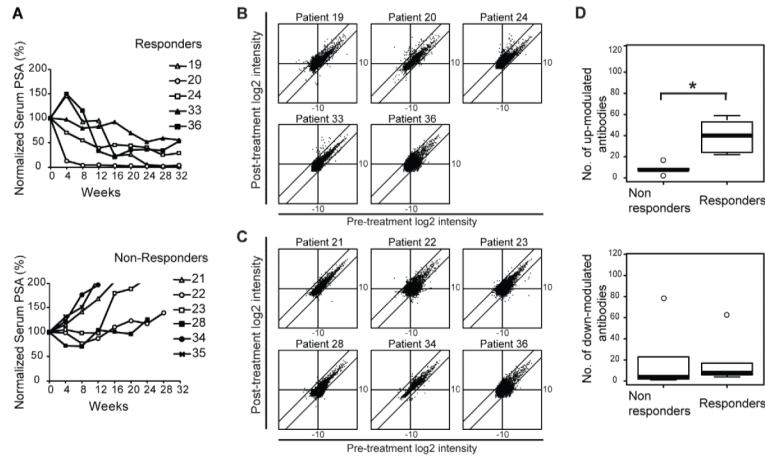 A
Responders
19
20
24
33
36
Normalized Serum PSA (%)
200
150
100
50
0
0 4 8 12 16 20 24 28 32
Weeks
Non-Responders
21
22
23
28
34
35
Normalized Serum PSA (%)
200
150
100
50
0
0 4 8 12 16 20 24 28 32
Weeks
B
Patient 19 Patient 20 Patient 24
10
-10
Patient 33 Patient 36
10
-10
Post-treatment log2 intensity
Pre-treatment log2 intensity
C
Patient 21 Patient 22 Patient 23
10
-10
Patient 28 Patient 34 Patient 36
10
-10
Post-treatment log2 intensity
Pre-treatment log2 intensity
D
No. of up-modulated
antibodies
120
100
80
60
40
20
0
*
Non
responders
Responders
No. of down-modulated
antibodies
120
100
80
60
40
20
0
Non
responders
Responders